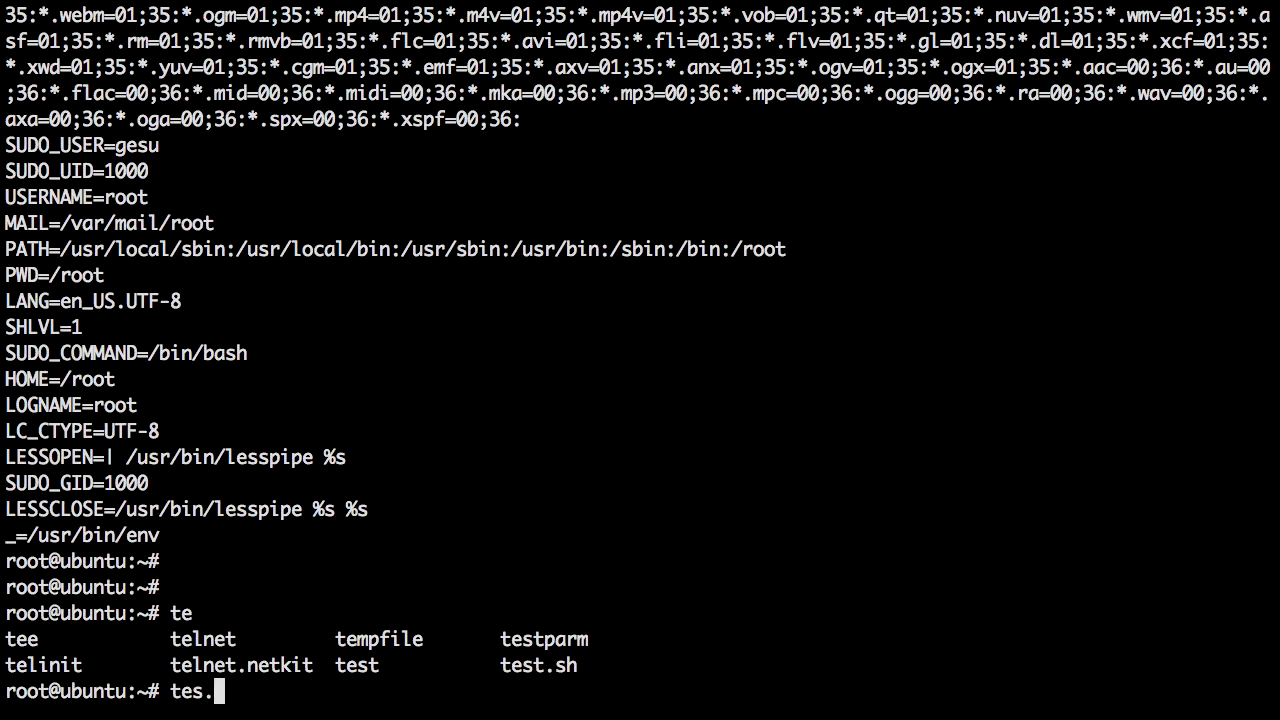 35:*.webm=01;35:*.ogm=01;35:*.mp4=01;35:*.m4v=01;35:*.mp4v=01;35:*.vob=01;35:*.qt=01;35:*.nuv=01;35:*.wmv=01;35:*.a
sf=01;35:*.rm=01;35:*.rmvb=01;35:*.flc=01;35:*.avi=01;35:*.fli=01;35:*.flv=01;35:*.gl=01;35:*.dl=01;35:*.xcf=01;35:
*.xwd=01;35:*.yuv=01;35:*.cgm=01;35:*.emf=01;35:*.axv=01;35:*.anx=01;35:*.ogv=01;35:*.ogx=01;35:*.aac=00;36:*.au=00
;36:*.flac=00;36:*.mid=00;36:*.midi=00;36:*.mka=00;36:*.mp3=00;36:*.mpc=00;36:*.ogg=00;36:*.ra=00;36:*.wav=00;36:*.
axa=00;36:*.oga=00;36:*.spx=00;36:*.xspf=00;36:
SUDO_USER=gesu
SUDO_UID=1000
USERNAME=root
MAIL=/var/mail/root
PATH=/usr/local/sbin:/usr/local/bin:/usr/sbin:/usr/bin:/sbin:/bin:/root
PWD=/root
LANG=en_US.UTF-8
SHLVL=1
SUDO_COMMAND=/bin/bash
HOME=/root
LOGNAME=root
LC_CTYPE=UTF-8
LESSOPEN=| /usr/bin/lesspipe %s
SUDO_GID=1000
LESSCLOSE=/usr/bin/lesspipe %s %s
_=/usr/bin/env
root@ubuntu:~#
root@ubuntu:~#
root@ubuntu:~# te
tee telnet tempfile testparm
telinit telnet.netkit test test.sh
root@ubuntu:~# tes.